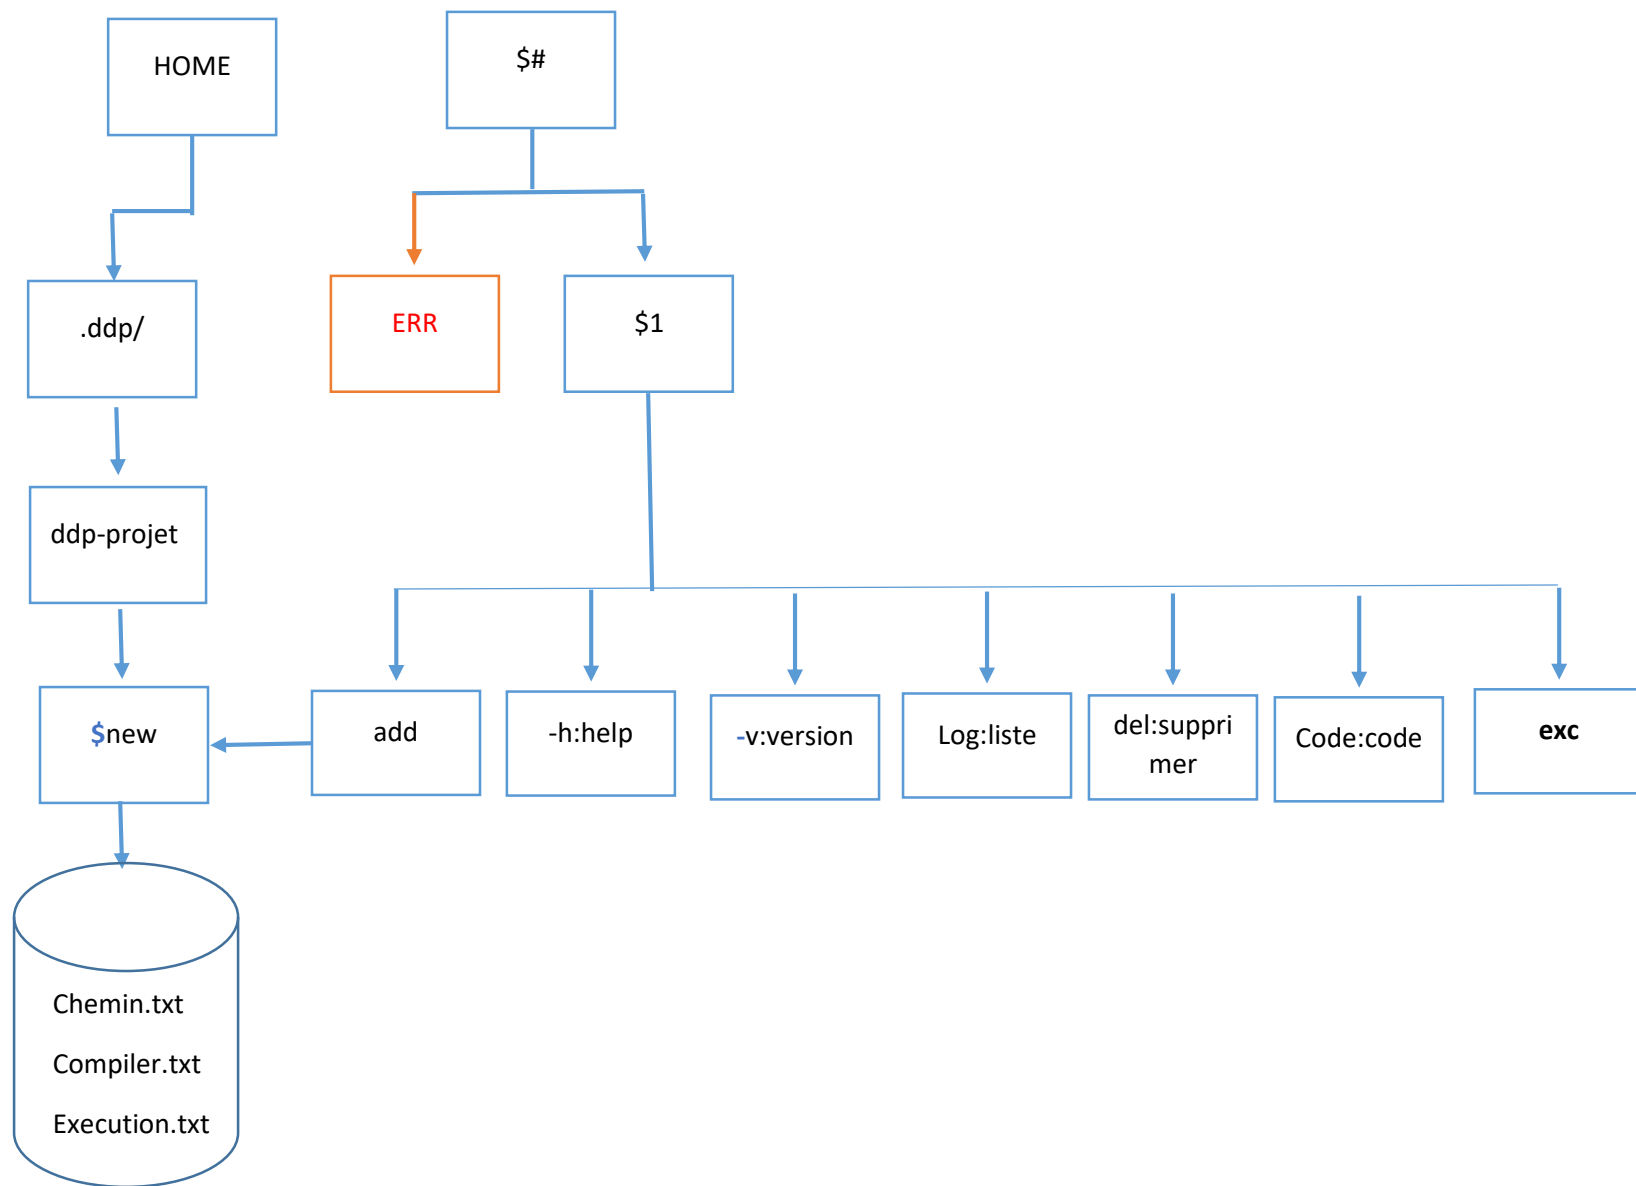 HOME
$#
.ddp/
ERR
$1
ddp-projet
$new
add
-h:help
-v:version
Log:liste
del:suppri
mer
Code:code
exc
Chemin.txt
Compiler.txt
Execution.txt